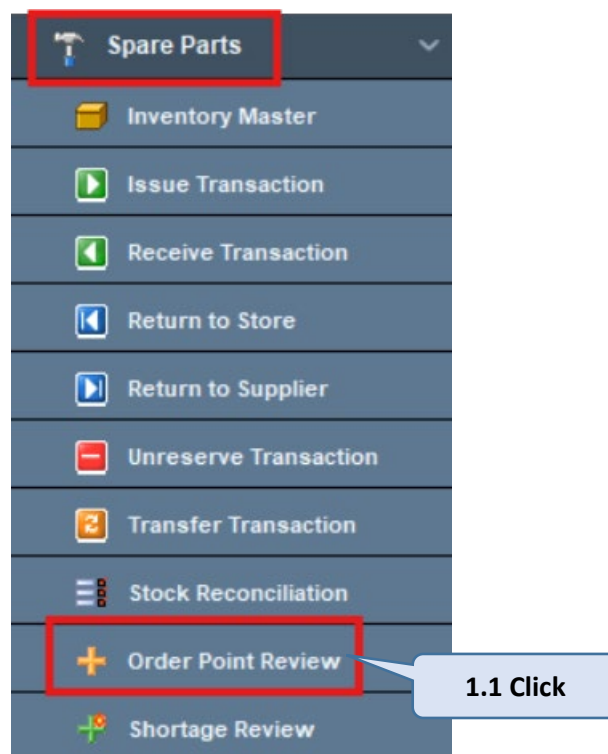 Spare Parts
Inventory Master
Issue Transaction
Receive Transaction
Return to Store
Return to Supplier
Unreserve Transaction
Transfer Transaction
Stock Reconciliation
Order Point Review
1.1 Click
Shortage Review